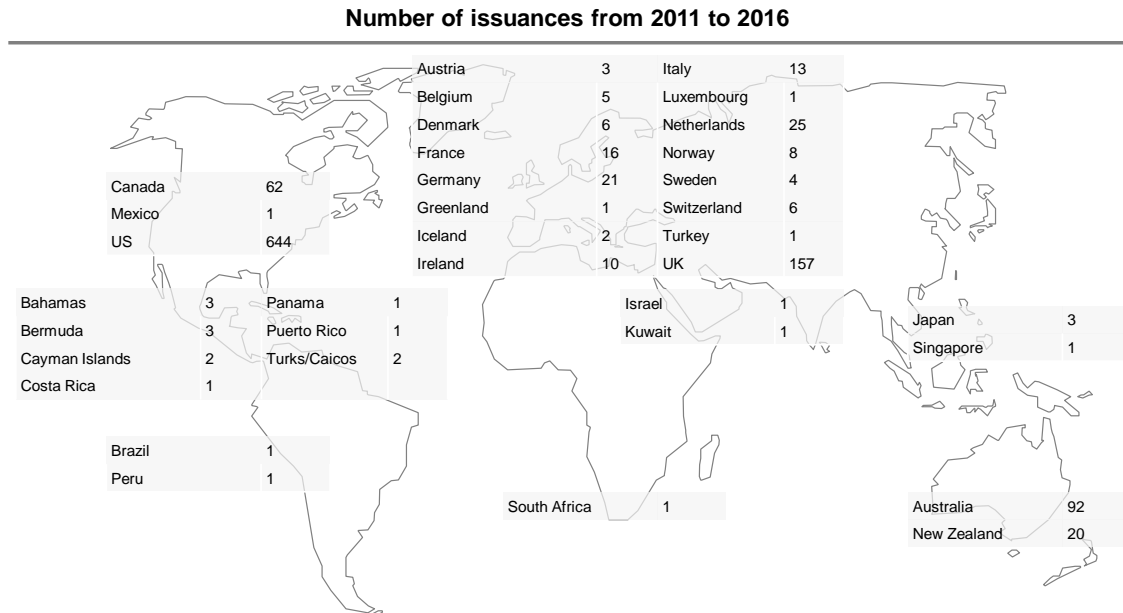 Number of issuances from 2011 to 2016
Austria 3 Italy 13
Belgium 5 Luxembourg 1
Denmark 6 Netherlands 25
France 16 Norway 8
Germany 21 Sweden 4
Greenland 1 Switzerland 6
Iceland 2 Turkey 1
Ireland 10 UK 157
Canada 62
Mexico 1
US 644
Bahamas 3 Panama 1
Bermuda 3 Puerto Rico 1
Cayman Islands 2 Turks/Caicos 2
Costa Rica 1
Israel 1
Kuwait 1
Japan 3
Singapore 1
Brazil 1
Peru 1
South Africa 1
Australia 92
New Zealand 20